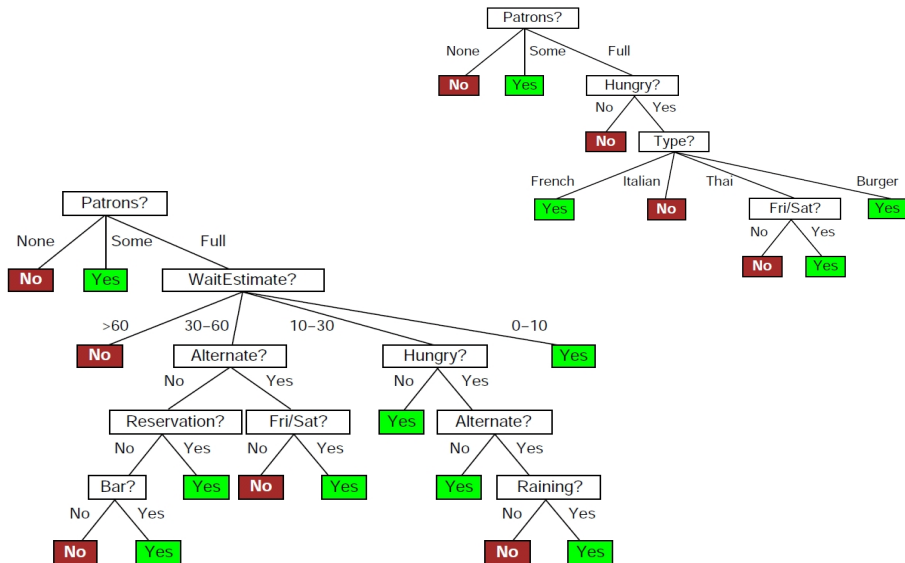 Patrons?
None Some Full
No Yes Hungry?
No Yes
No Type?
French Italian Thai Burger
Yes No Fri/Sat? Yes
No Yes
No Yes
Patrons?
None Some Full
No Yes WaitEstimate?
>60 30–60 10–30 0–10
No Alternate? Hungry? Yes
No Yes No Yes
Reservation? Fri/Sat? Yes Alternate?
No Yes No Yes No Yes
Bar? Yes No Yes Yes Raining?
No Yes No Yes
No Yes No Yes